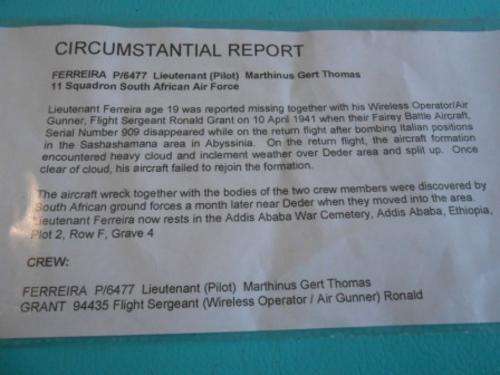 CIRCUMSTANTIAL REPORT
FERREIRA P/6477 Lieutenant (Pilot) Marthinus Gert Thomas
11 Squadron South African Air Force
Lieutenant Ferreira age 19 was reported missing together with his Wireless Operator/Air
Gunner, Flight Sergeant Ronald Grant on 10 April 1941 when their Fairey Battle Aircraft,
Serial Number 909 disappeared while on the return flight after bombing Italian positions
in the Sashashamana area in Abyssinia. On the return flight, the aircraft formation
encountered heavy cloud and inclement weather over Deder area and split up. Once
clear of cloud, his aircraft failed to rejoin the formation.
The aircraft wreck together with the bodies of the two crew members were discovered by
South African ground forces a month later near Deder when they moved into the area.
Lieutenant Ferreira now rests in the Addis Ababa War Cemetery, Addis Ababa, Ethiopia,
Plot 2, Row F, Grave 4
CREW:
FERREIRA P/6477 Lieutenant (Pilot) Marthinus Gert Thomas
GRANT 94435 Flight Sergeant (Wireless Operator / Air Gunner) Ronald